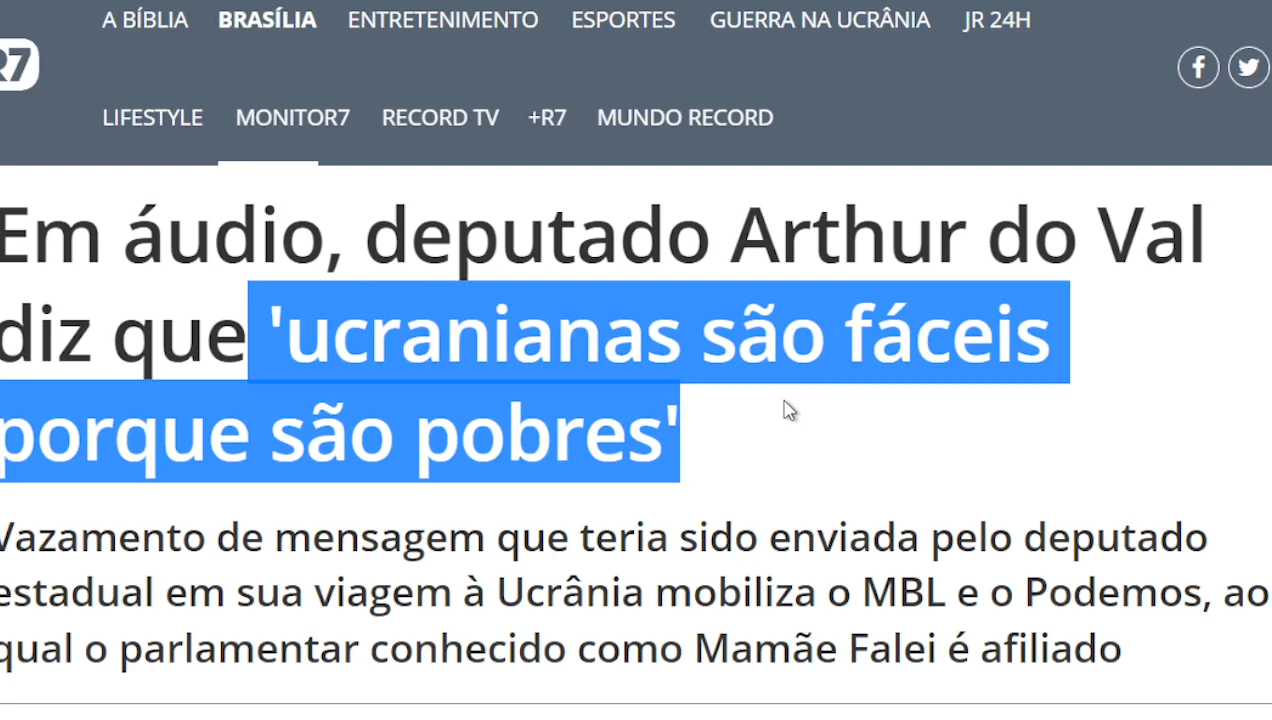 A BÍBLIA BRASÍLIA ENTRETENIMENTO ESPORTES GUERRA NA UCRÂNIA JR 24H
R7
LIFESTYLE MONITOR7 RECORD TV +R7 MUNDO RECORD
Em áudio, deputado Arthur do Val
diz que 'ucranianas são fáceis
porque são pobres'
Vazamento de mensagem que teria sido enviada pelo deputado
estadual em sua viagem à Ucrânia mobiliza o MBL e o Podemos, ao
qual o parlamentar conhecido como Mamãe Falei é afiliado